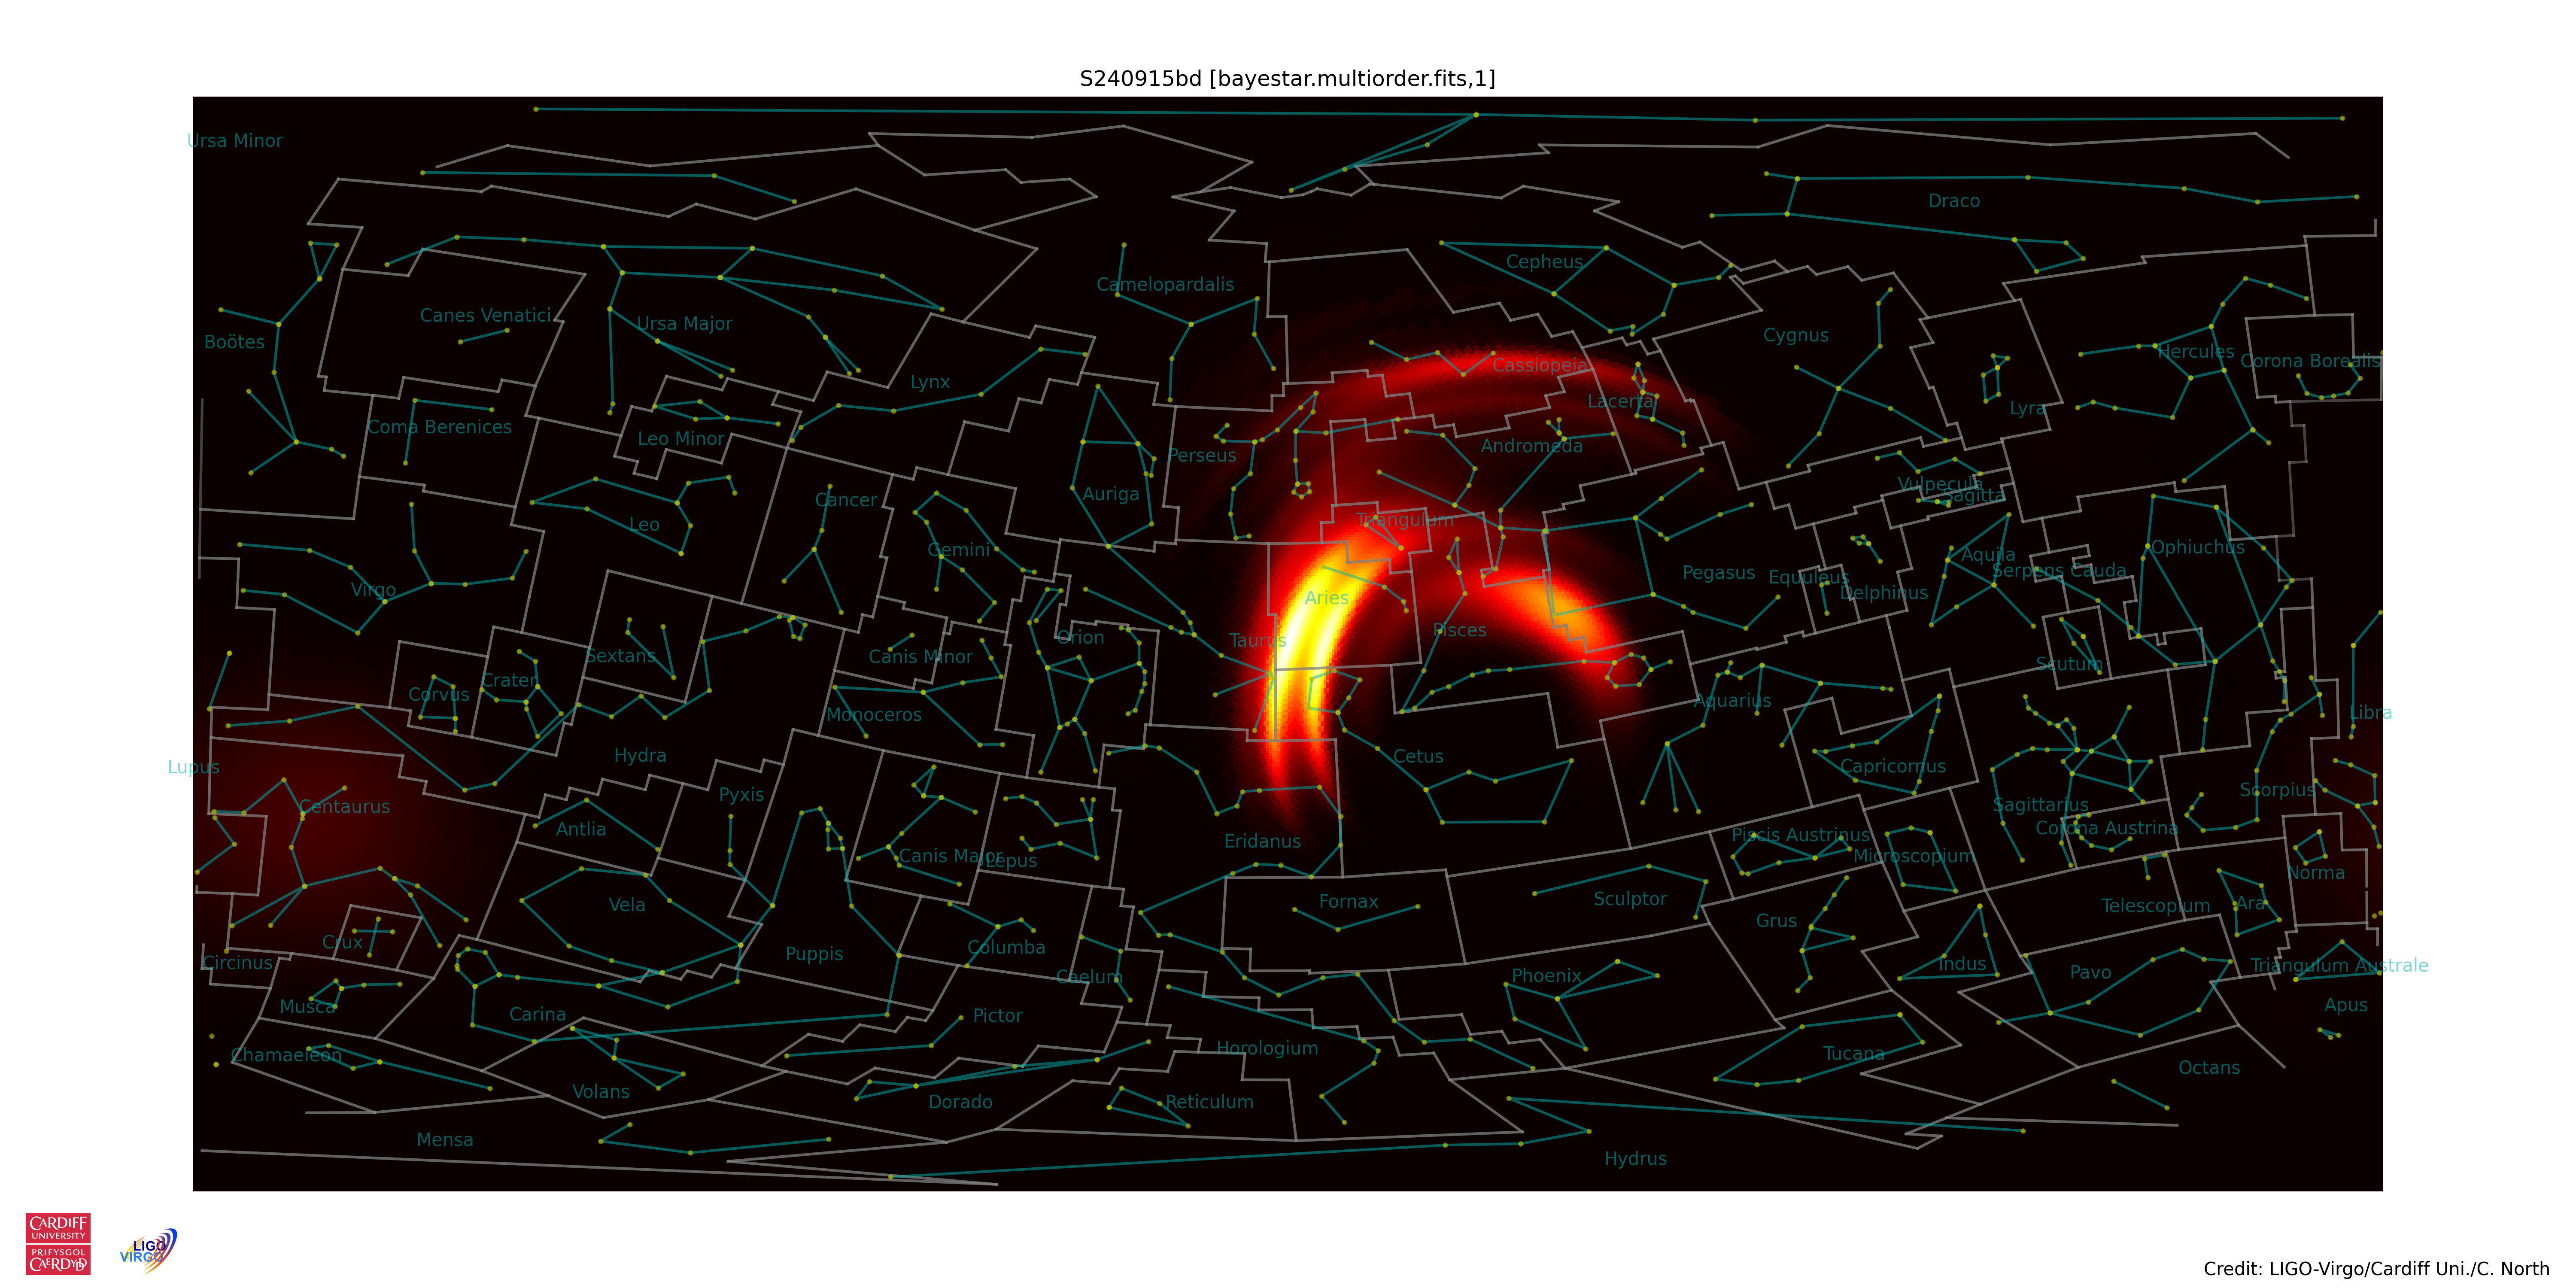 S240915bd [bayestar.multiorder.fits,1]
Ursa Minor
Draco
Cepheus
Camelopardalis
Canes Venatici
Ursa Major
Cygnus
Boötes
Hercules
Corona Borealis
Cassiopeia
Lynx
Lacerta
Lyra
Coma Berenices
Leo Minor
Andromeda
Perseus
Vulpecula
Sagitta
Auriga
Cancer
Triangulum
Leo
Gemini
Ophiuchus
Aquila
Serpens Cauda
Pegasus
Equuleus
Delphinus
Virgo
Aries
Pisces
Orion
Taurus
Sextans
Canis Minor
Scutum
Crater
Corvus
Aquarius
Monoceros
Libra
Hydra
Cetus
Lupus
Capricornus
Pyxis
Scorpius
Centaurus
Sagittarius
Antlia
Corona Austrina
Piscis Austrinus
Eridanus
Canis Major
Lepus
Microscopium
Norma
Fornax
Sculptor
Vela
Ara
Telescopium
Grus
Crux
Columba
Puppis
Circinus
Indus
Triangulum Australe
Pavo
Phoenix
Caelum
Musca
Apus
Carina
Pictor
Horologium
Tucana
Chamaeleon
Octans
Volans
Dorado
Reticulum
Mensa
Hydrus
CARDIFF
UNIVERSITY
PRIFYSGOL
CAERDYDD
LIGO
VIRGO
Credit: LIGO-Virgo/Cardiff Uni./C. North